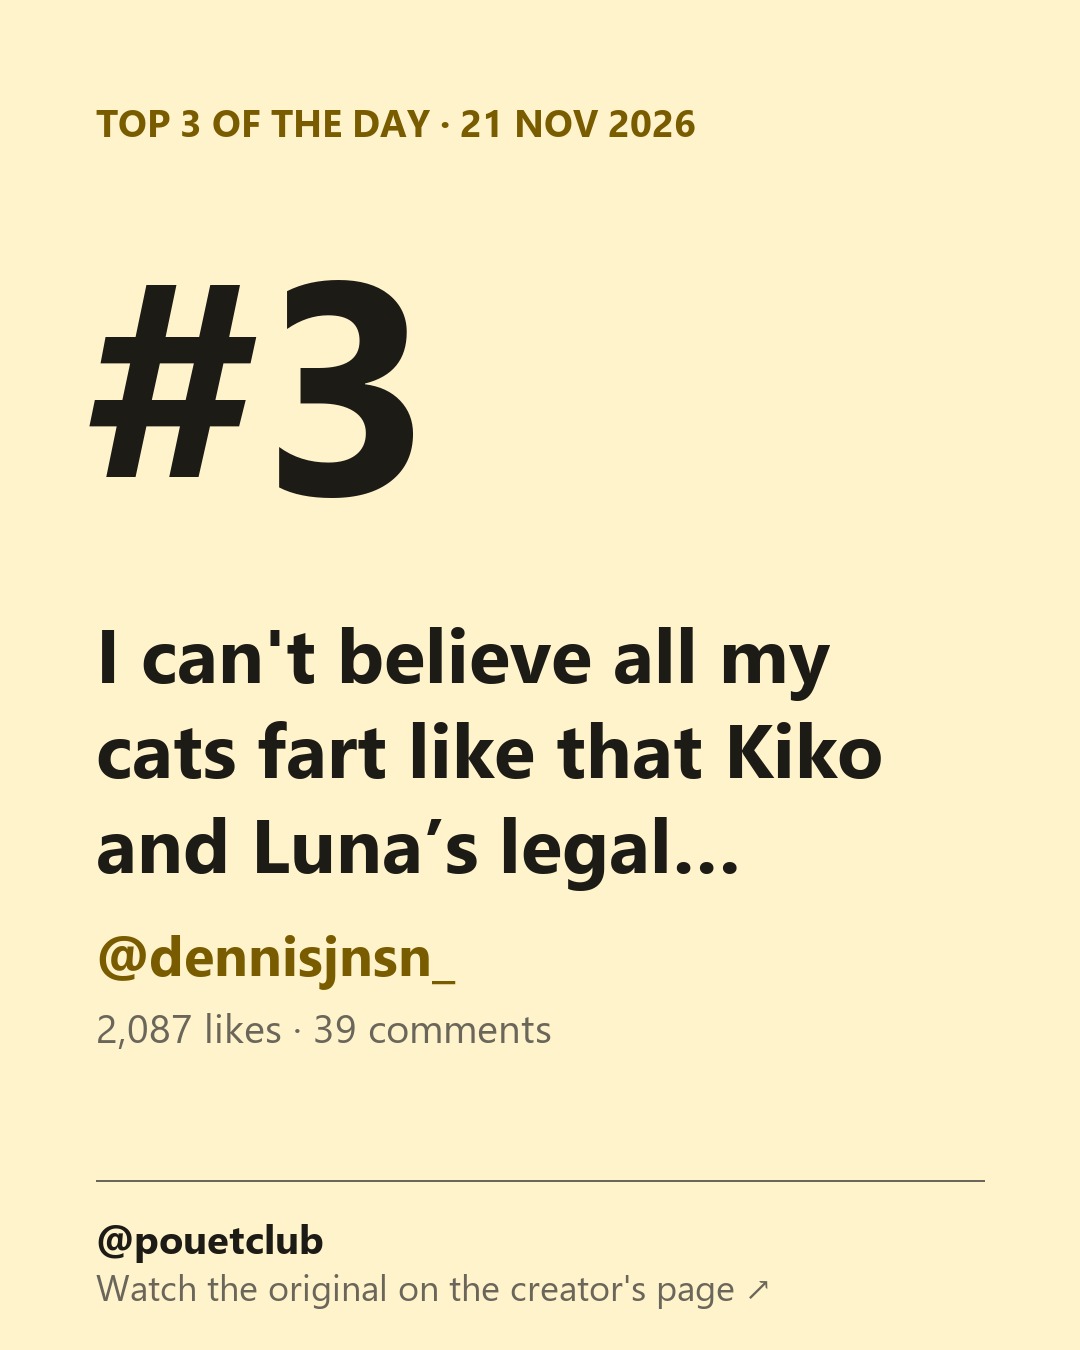 TOP 3 OF THE DAY · 21 NOV 2026
#3
I can't believe all my
cats fart like that Kiko
and Luna’s legal…
@dennisjnsn_
2,087 likes · 39 comments
@pouetclub
Watch the original on the creator's page ↗